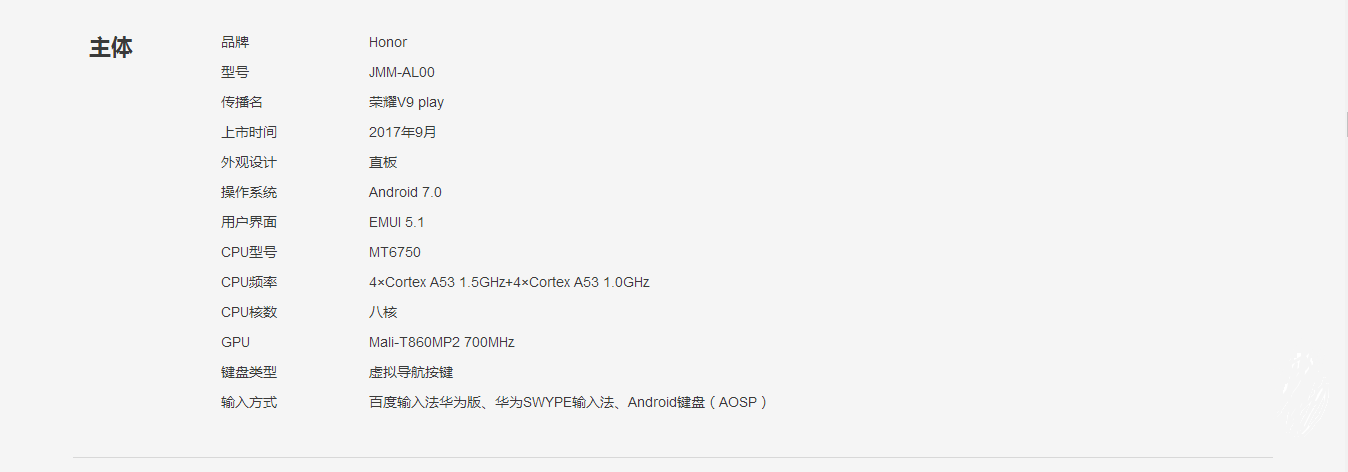 主体
品牌 Honor
型号 JMM-AL00
传播名 荣耀V9 play
上市时间 2017年9月
外观设计 直板
操作系统 Android 7.0
用户界面 EMUI 5.1
CPU型号 MT6750
CPU频率 4×Cortex A53 1.5GHz+4×Cortex A53 1.0GHz
CPU核数 八核
GPU Mali-T860MP2 700MHz
键盘类型 虚拟导航按键
输入方式 百度输入法华为版、华为SWYPE输入法、Android键盘（AOSP）